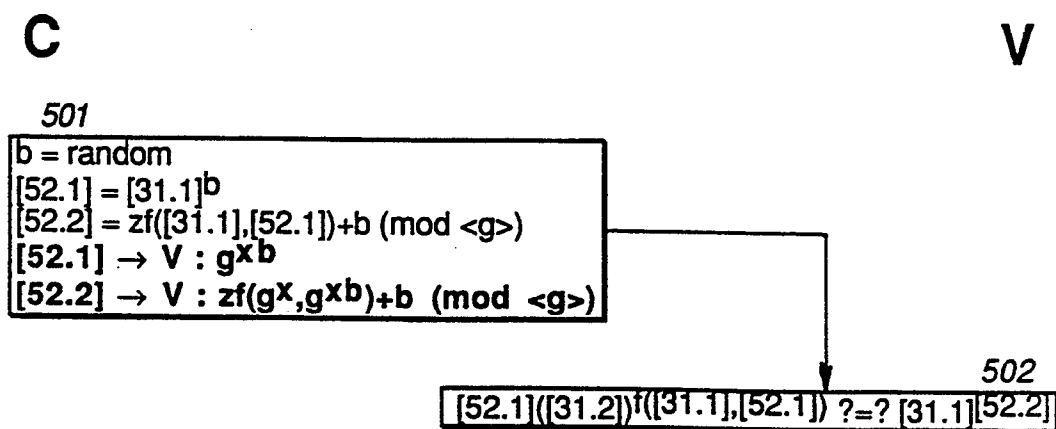 C
V
501
b = random
[52.1] = [31.1]b
[52.2] = zf([31.1],[52.1])+b (mod <g>)
[52.1] → V : gxb
[52.2] → V : zf(gx,gxb)+b (mod <g>)
502
[52.1]([31.2])f([31.1],[52.1]) ?=? [31.1][52.2]